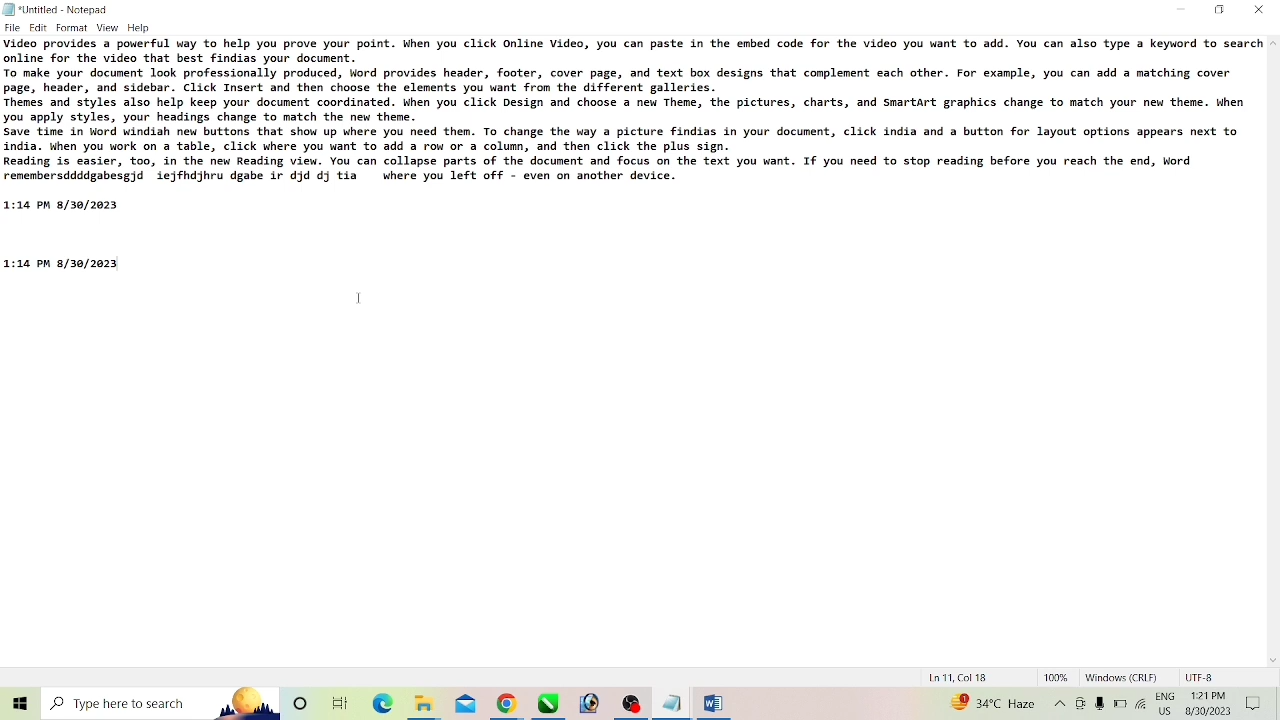 *Untitled - Notepad
File Edit Format View Help
Video provides a powerful way to help you prove your point. When you click Online Video, you can paste in the embed code for the video you want to add. You can also type a keyword to search
online for the video that best findias your document.
To make your document look professionally produced, Word provides header, footer, cover page, and text box designs that complement each other. For example, you can add a matching cover
page, header, and sidebar. Click Insert and then choose the elements you want from the different galleries.
Themes and styles also help keep your document coordinated. When you click Design and choose a new Theme, the pictures, charts, and SmartArt graphics change to match your new theme. When
you apply styles, your headings change to match the new theme.
Save time in Word windiah new buttons that show up where you need them. To change the way a picture findias in your document, click india and a button for layout options appears next to
india. When you work on a table, click where you want to add a row or a column, and then click the plus sign.
Reading is easier, too, in the new Reading view. You can collapse parts of the document and focus on the text you want. If you need to stop reading before you reach the end, Word
remembersddddgabesgjd  iejfhdjhru dgabe ir djd dj tia    where you left off - even on another device.
1:14 PM 8/30/2023
1:14 PM 8/30/2023
Ln 11, Col 18 100% Windows (CRLF) UTF-8
Type here to search 34°C Haze ENG US 1:21 PM 8/30/2023